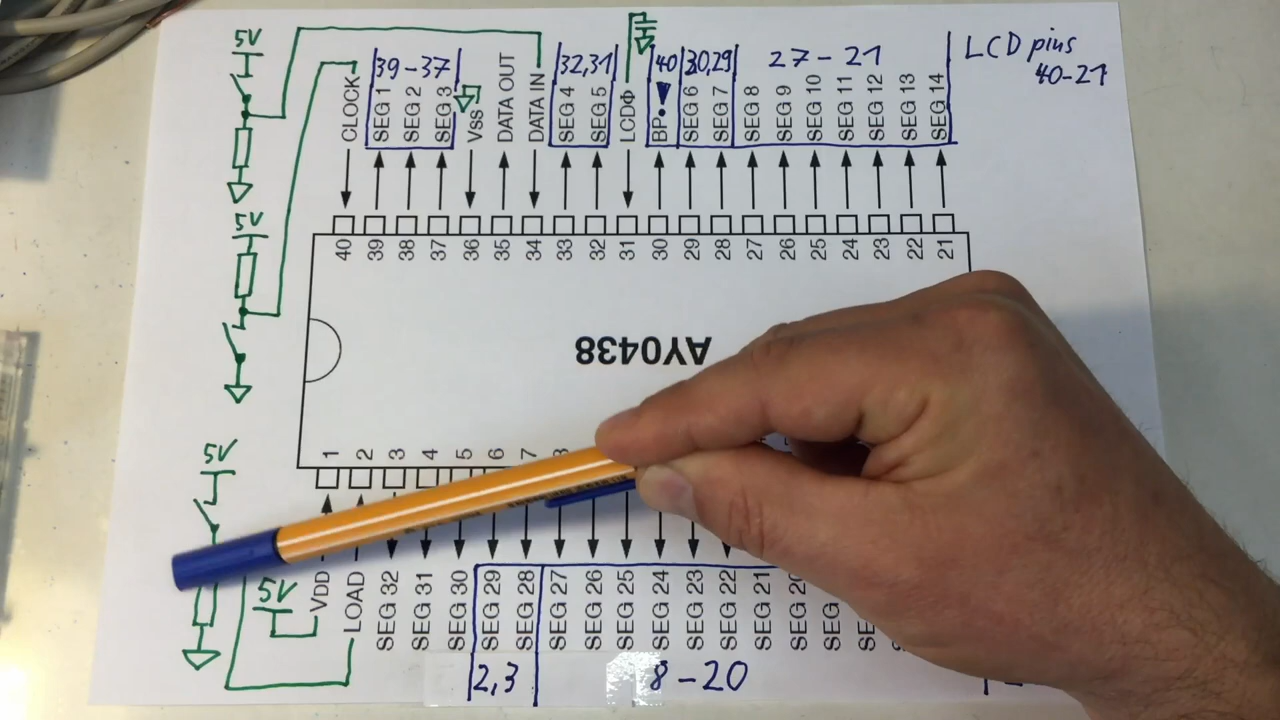 5V
39-37
32,31
40
30,29
27-21
LCD pins
40-21
CLOCK
SEG 1
SEG 2
SEG 3
Vss
DATA OUT
DATA IN
SEG 4
SEG 5
LCDΦ
BP
SEG 6
SEG 7
SEG 8
SEG 9
SEG 10
SEG 11
SEG 12
SEG 13
SEG 14
5V
40
39
38
37
36
35
34
33
32
31
30
29
28
27
26
25
24
23
22
21
AY0438
5V
1
2
3
4
5
6
7
8
5V
VDD
LOAD
SEG 32
SEG 31
SEG 30
SEG 29
SEG 28
SEG 27
SEG 26
SEG 25
SEG 24
SEG 23
SEG 22
SEG 21
SEG 20
SEG
2,3
8-20